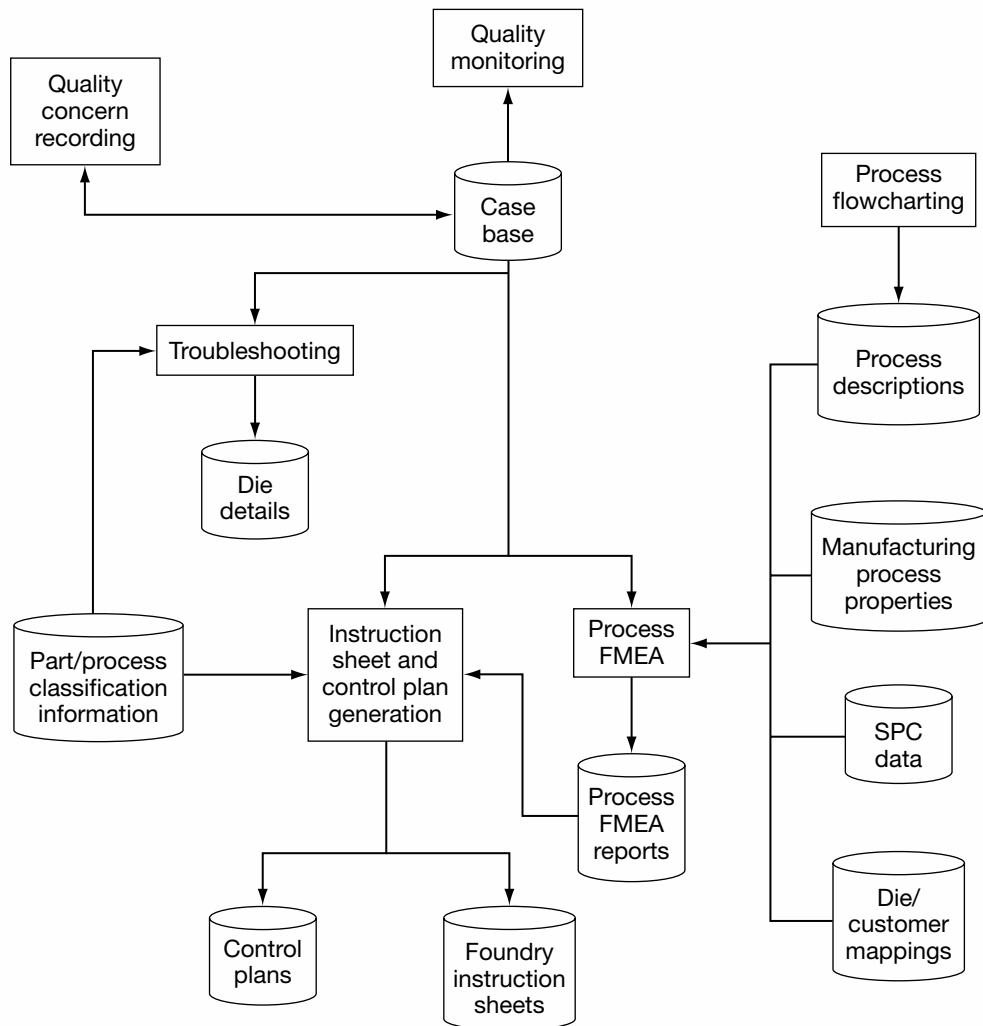 Quality
monitoring
Quality
concern
recording
Case
base
Process
flowcharting
Troubleshooting
Process
descriptions
Die
details
Manufacturing
process
properties
Part/process
classification
information
Instruction
sheet and
control plan
generation
Process
FMEA
SPC
data
Process
FMEA
reports
Die/
customer
mappings
Control
plans
Foundry
instruction
sheets